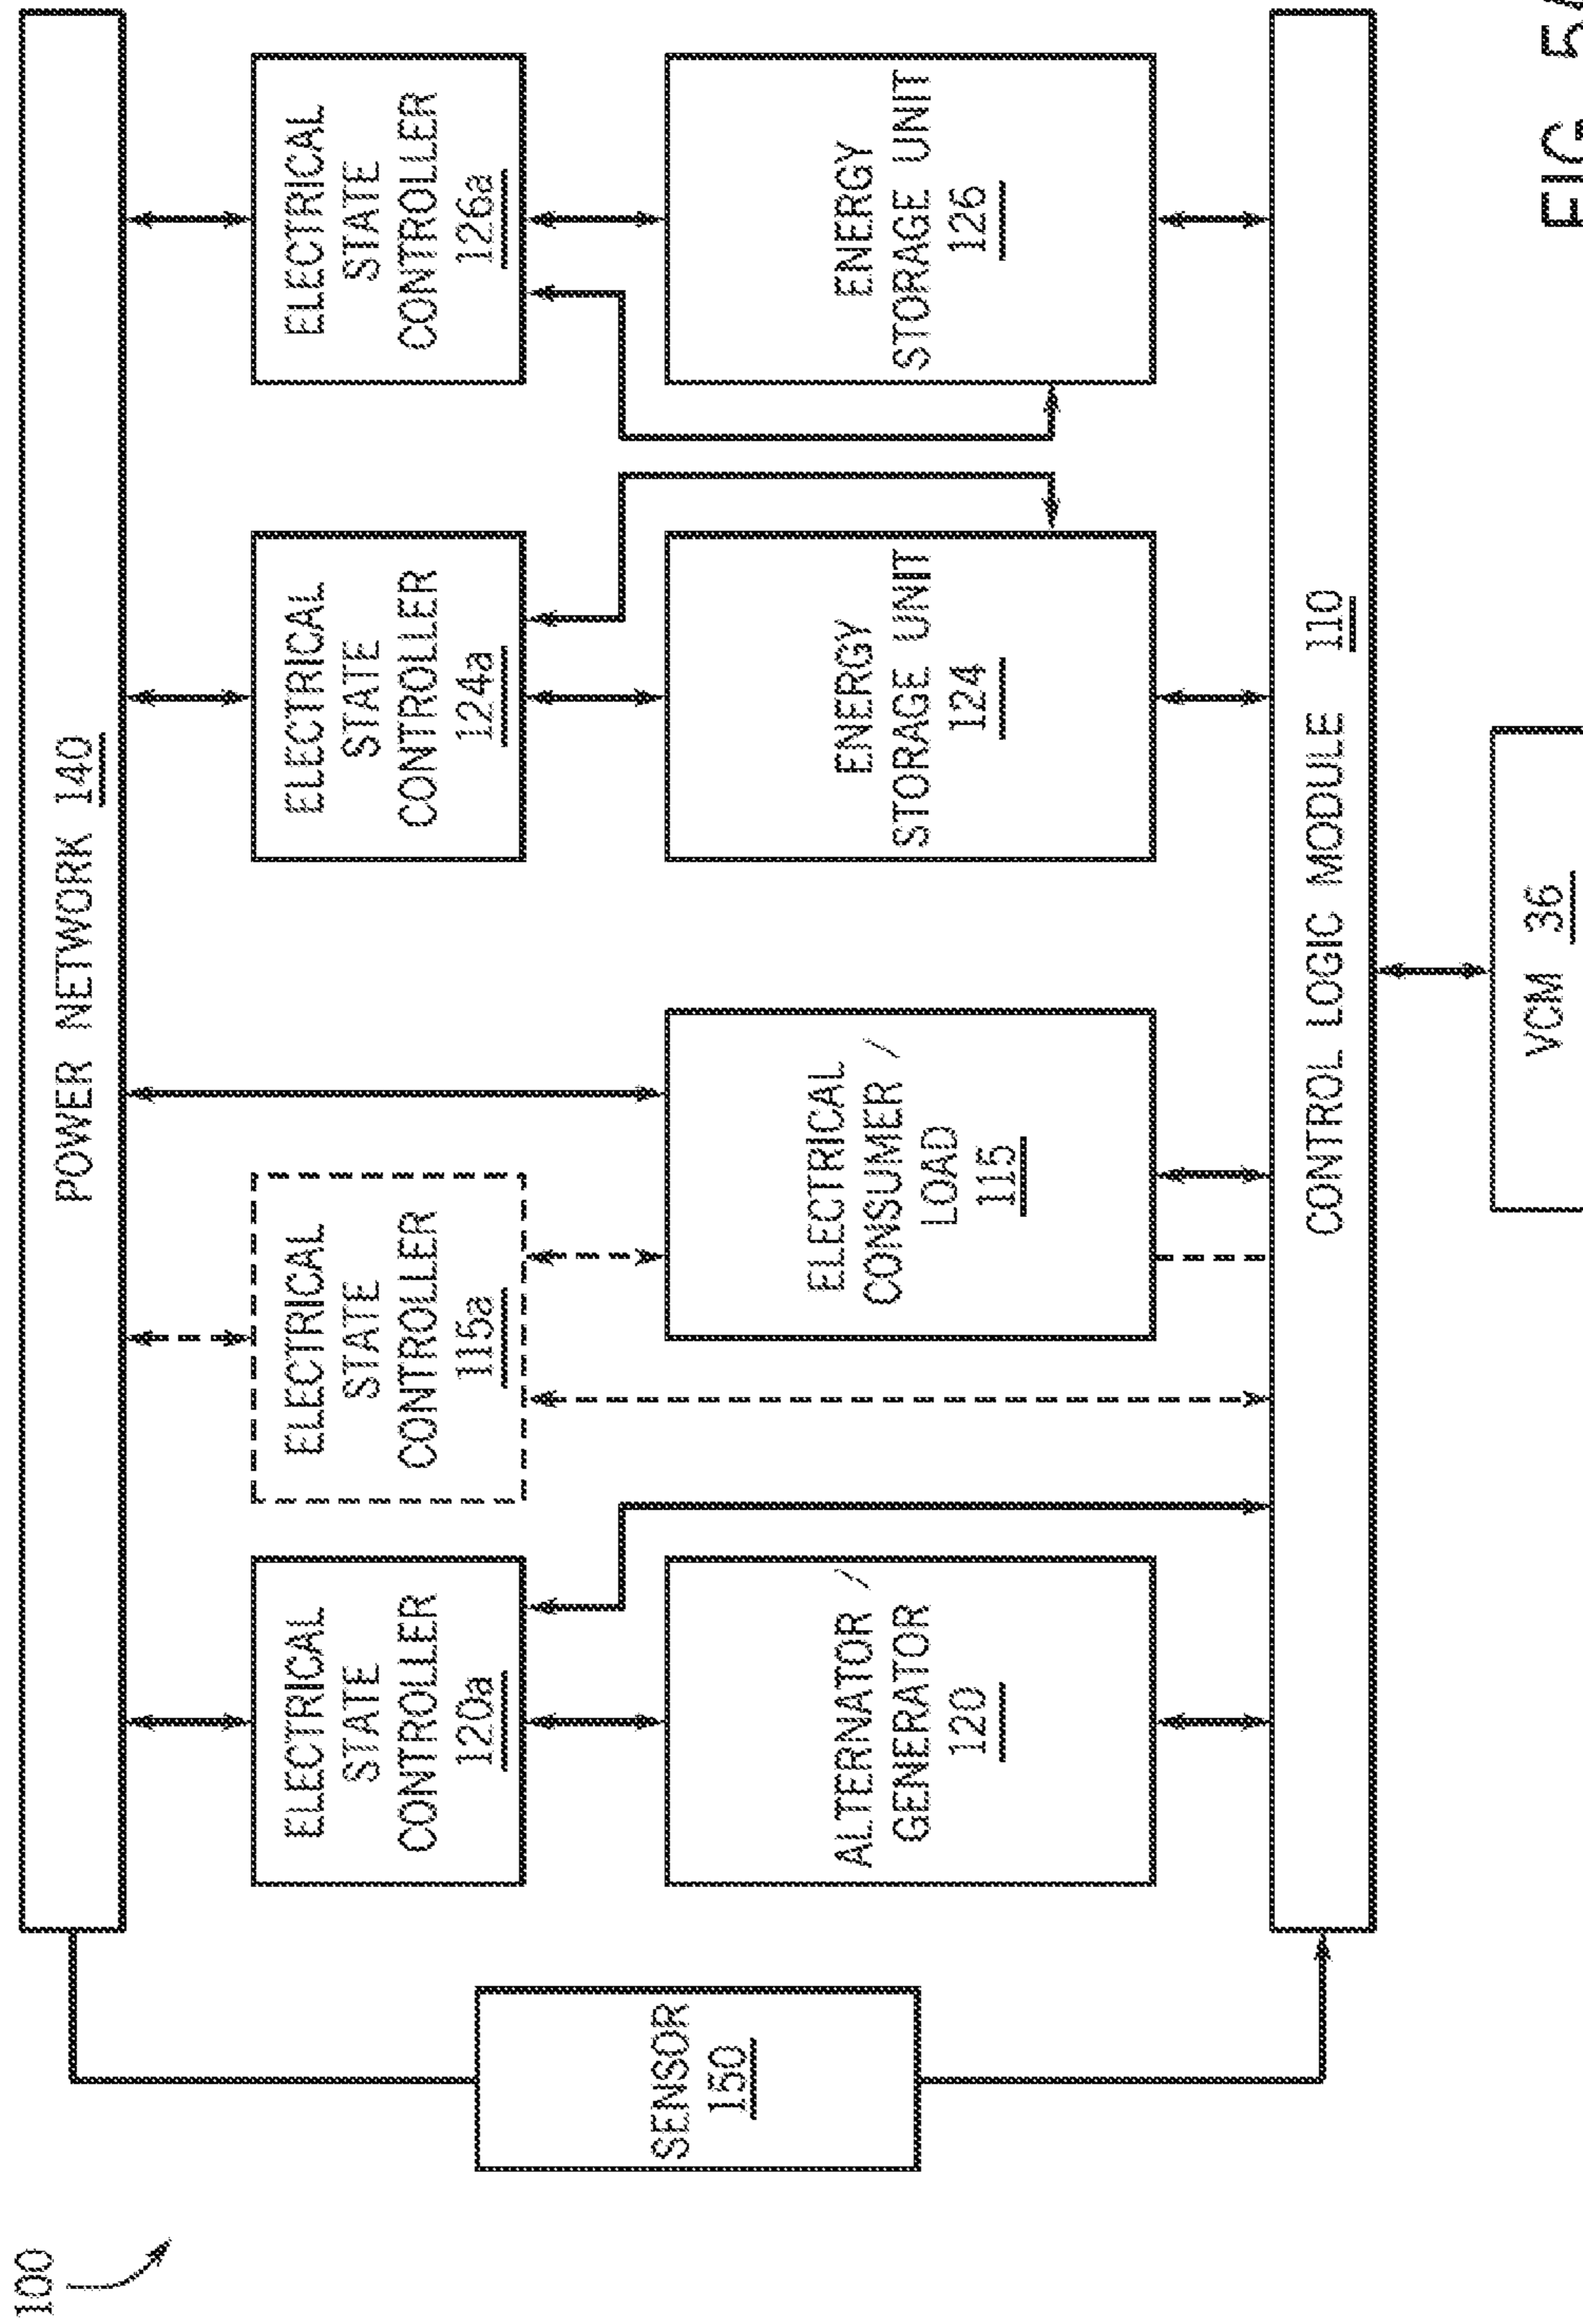 100
POWER NETWORK 140
SENSOR
150
ELECTRICAL
STATE
CONTROLLER
120a
ELECTRICAL
STATE
CONTROLLER
115a
ELECTRICAL
STATE
CONTROLLER
124a
ELECTRICAL
STATE
CONTROLLER
126a
ALTERNATOR /
GENERATOR
120
ELECTRICAL
CONSUMER /
LOAD
115
ENERGY
STORAGE UNIT
124
ENERGY
STORAGE UNIT
126
CONTROL LOGIC MODULE 110
VCM 36